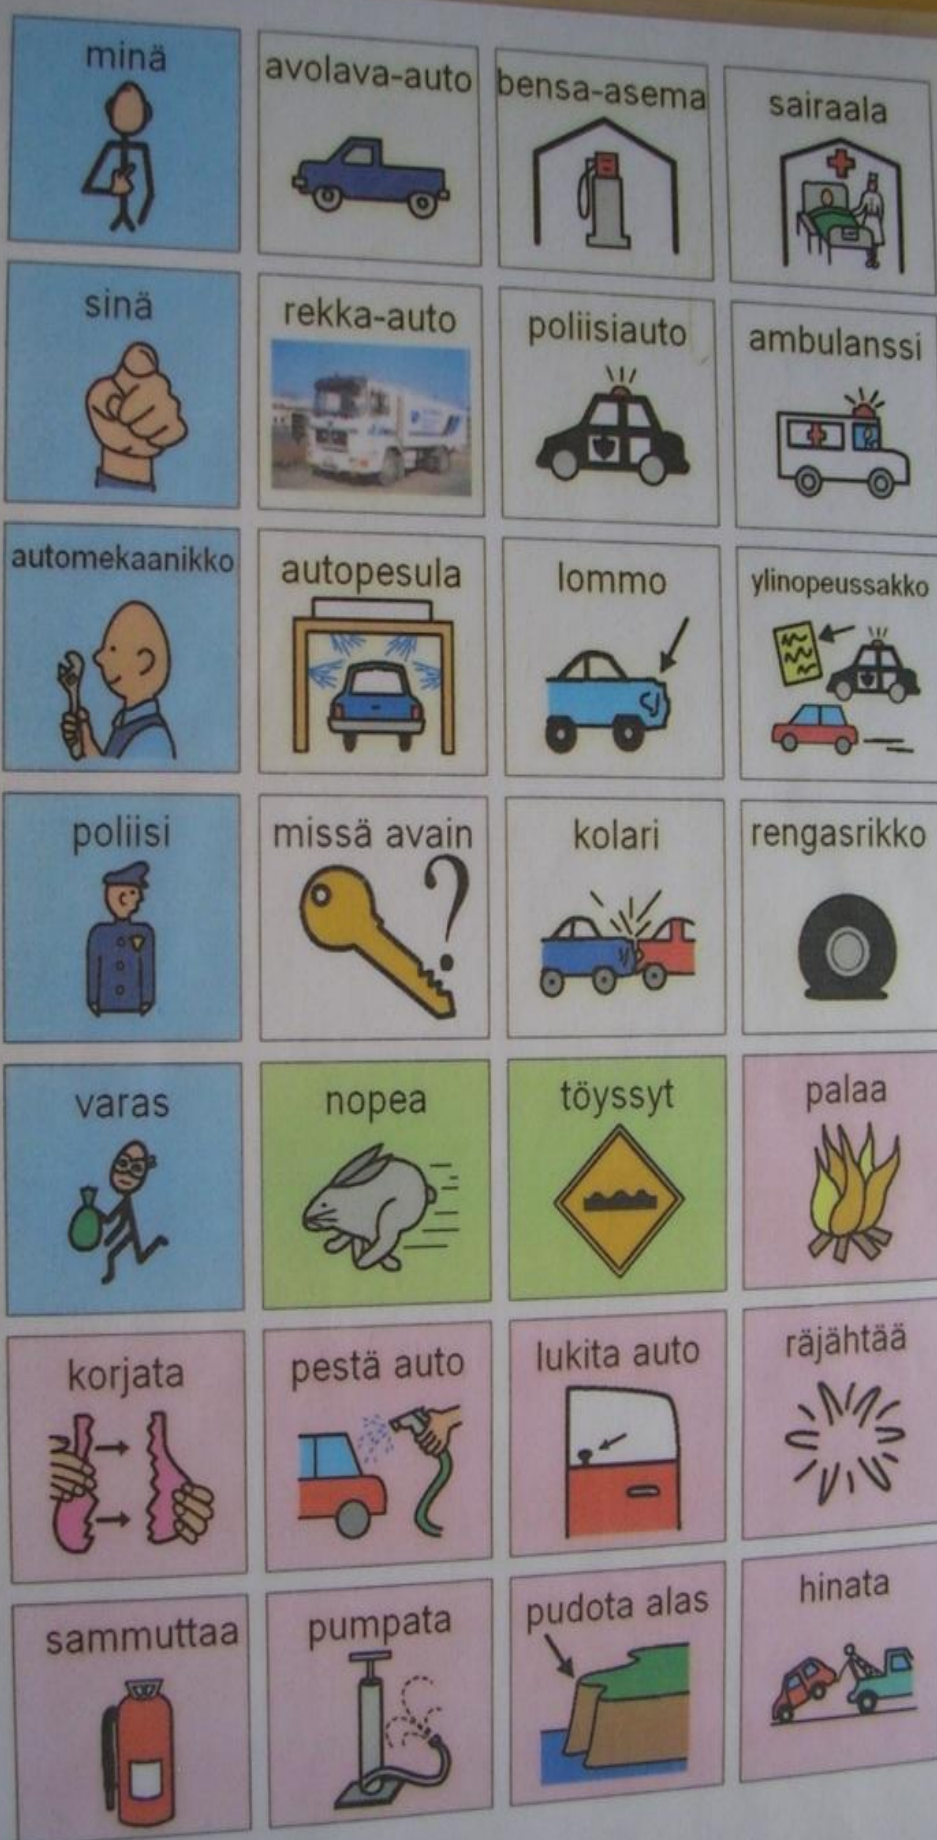 minä
avolava-auto
bensa-asema
sairaala
sinä
rekka-auto
poliisiauto
ambulanssi
automekaanikko
autopesula
lommo
ylinopeussakko
poliisi
missä avain
?
kolari
rengasrikko
varas
nopea
töyssyt
palaa
korjata
pestä auto
lukita auto
räjähtää
sammuttaa
pumpata
pudota alas
hinata